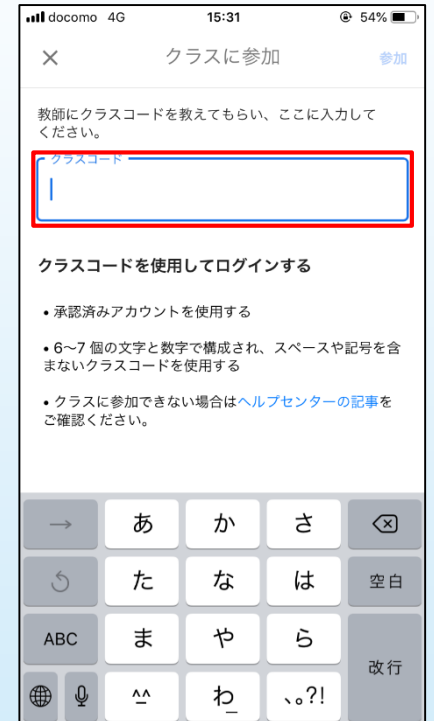 docomo 4G 15:31 54%
× クラスに参加 参加
教師にクラスコードを教えてもらい、ここに入力して
ください。
クラスコード
クラスコードを使用してログインする
• 承認済みアカウントを使用する
• 6〜7 個の文字と数字で構成され、スペースや記号を含
まないクラスコードを使用する
• クラスに参加できない場合はヘルプセンターの記事を
ご確認ください。
→ あ か さ
た な は 空白
ABC ま や ら
改行
^^ わ_ 、。?!